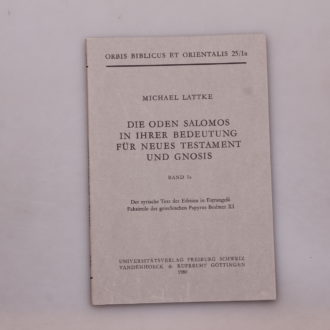 ORBIS BIBLICUS ET ORIENTALIS 25/1a
MICHAEL LATTKE
DIE ODEN SALOMOS
IN IHRER BEDEUTUNG
FÜR NEUES TESTAMENT
UND GNOSIS
BAND 1a
Der syrische Text der Edition in Estrangelā
Faksimile des griechischen Papyrus Bodmer XI
UNIVERSITÄTSVERLAG FREIBURG SCHWEIZ
VANDENHOECK & RUPRECHT GÖTTINGEN
1980